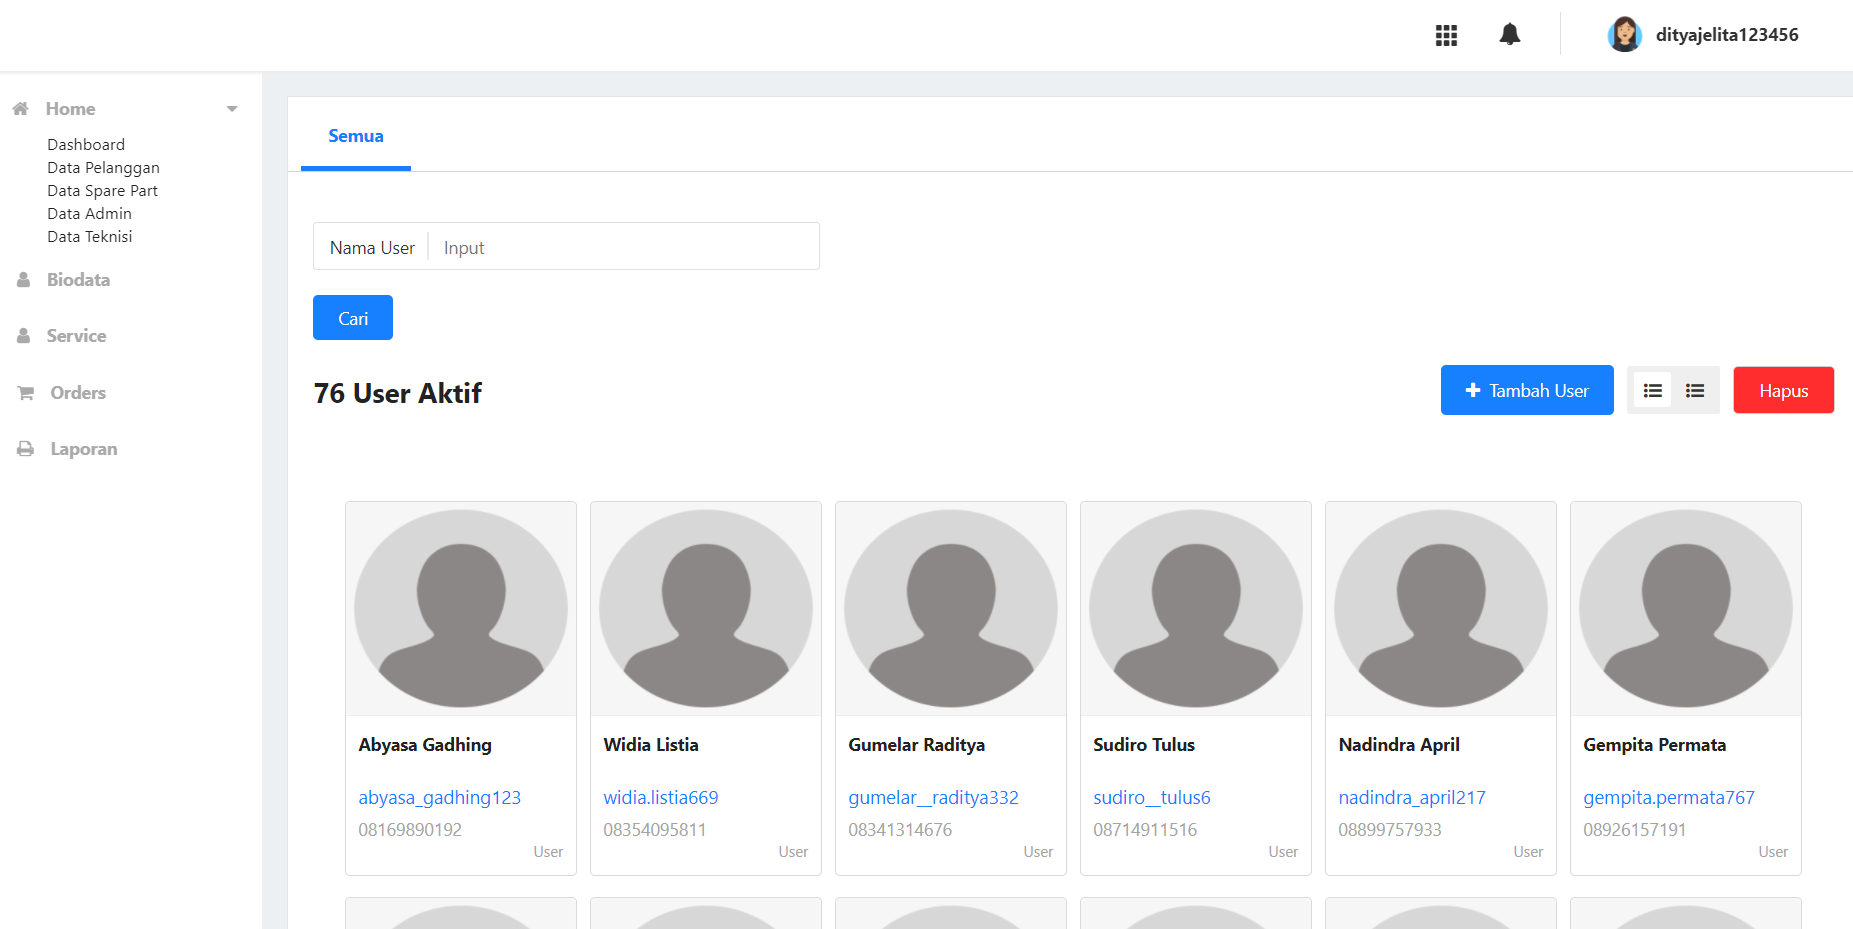 dityajelita123456
Home
Dashboard
Data Pelanggan
Data Spare Part
Data Admin
Data Teknisi
Biodata
Service
Orders
Laporan
Semua
Nama User Input
Cari
76 User Aktif
Tambah User
Hapus
Abyasa Gadhing
abyasa_gadhing123
08169890192
User
Widia Listia
widia.listia669
08354095811
User
Gumelar Raditya
gumelar__raditya332
08341314676
User
Sudiro Tulus
sudiro__tulus6
08714911516
User
Nadindra April
nadindra_april217
08899757933
User
Gempita Permata
gempita.permata767
08926157191
User